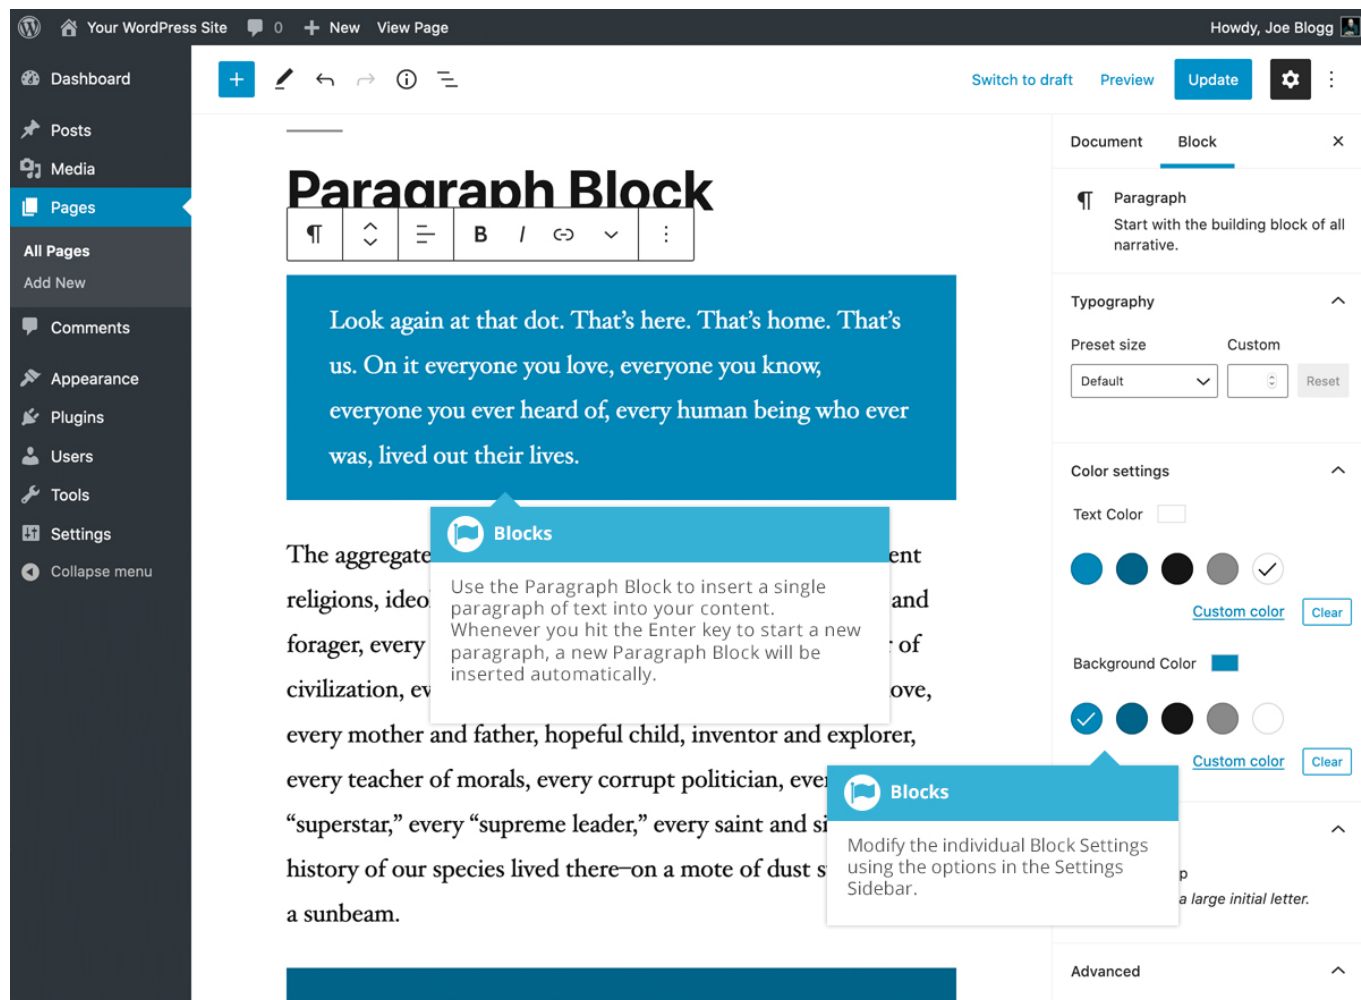 Your WordPress Site 0 New View Page Howdy, Joe Blogg
Dashboard
Posts
Media
Pages
All Pages
Add New
Comments
Appearance
Plugins
Users
Tools
Settings
Collapse menu
Switch to draft Preview Update
Paragraph Block
B I
Look again at that dot. That’s here. That’s home. That’s
us. On it everyone you love, everyone you know,
everyone you ever heard of, every human being who ever
was, lived out their lives.
Blocks
Use the Paragraph Block to insert a single
paragraph of text into your content.
Whenever you hit the Enter key to start a new
paragraph, a new Paragraph Block will be
inserted automatically.
The aggregate ent
religions, ideo and
forager, every of
civilization, ev ove,
every mother and father, hopeful child, inventor and explorer,
every teacher of morals, every corrupt politician, ever
“superstar,” every “supreme leader,” every saint and si
history of our species lived there–on a mote of dust s
a sunbeam.
Document Block
Paragraph
Start with the building block of all
narrative.
Typography
Preset size Custom
Default Reset
Color settings
Text Color
Custom color Clear
Background Color
Custom color Clear
Blocks
Modify the individual Block Settings
using the options in the Settings
Sidebar.
p
a large initial letter.
Advanced